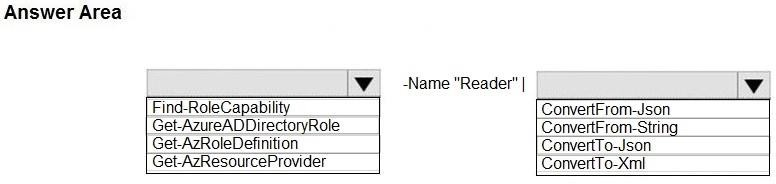 Answer Area
-Name "Reader" |
Find-RoleCapability
Get-AzureADDirectoryRole
Get-AzRoleDefinition
Get-AzResourceProvider
ConvertFrom-Json
ConvertFrom-String
ConvertTo-Json
ConvertTo-Xml